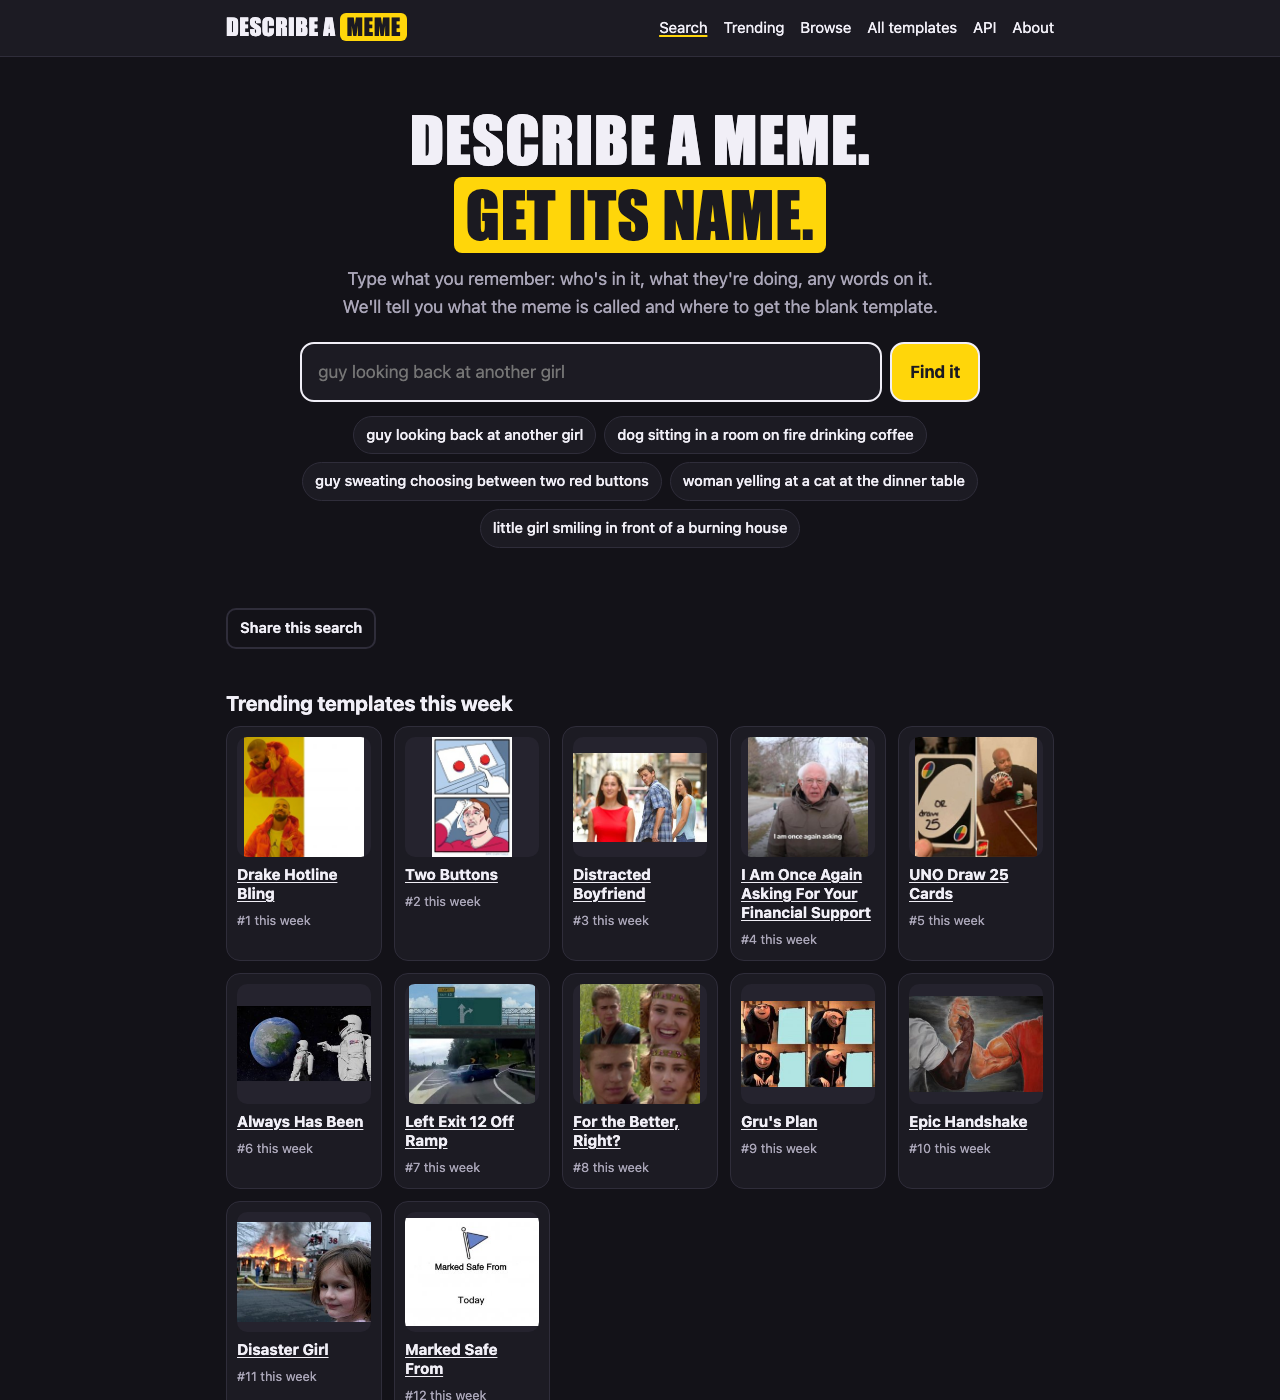 DESCRIBE A MEME
Search Trending Browse All templates API About
DESCRIBE A MEME.
GET ITS NAME.
Type what you remember: who's in it, what they're doing, any words on it.
We'll tell you what the meme is called and where to get the blank template.
guy looking back at another girl
Find it
guy looking back at another girl
dog sitting in a room on fire drinking coffee
guy sweating choosing between two red buttons
woman yelling at a cat at the dinner table
little girl smiling in front of a burning house
Share this search
Trending templates this week
Drake Hotline
Bling
#1 this week
Two Buttons
#2 this week
Distracted
Boyfriend
#3 this week
I am once again asking
I Am Once Again
Asking For Your
Financial Support
#4 this week
OR
draw
25
UNO Draw 25
Cards
#5 this week
Always Has Been
#6 this week
Left Exit 12 Off
Ramp
#7 this week
For the Better,
Right?
#8 this week
Gru's Plan
#9 this week
Epic Handshake
#10 this week
38
Disaster Girl
#11 this week
Marked Safe From
Today
Marked Safe
From
#12 this week